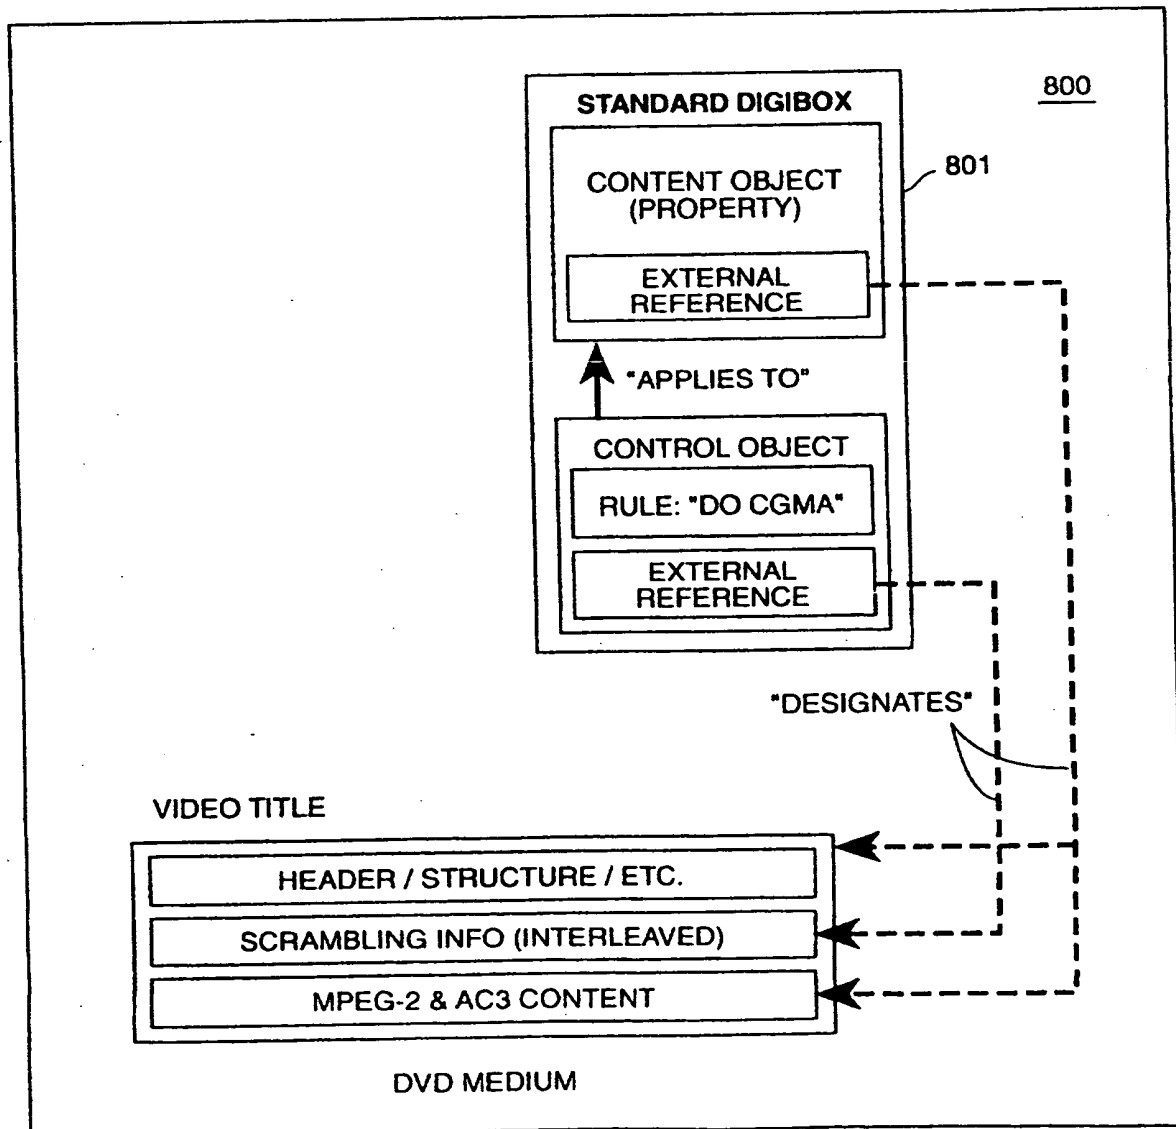 800
STANDARD DIGIBOX
801
CONTENT OBJECT
(PROPERTY)
EXTERNAL
REFERENCE
"APPLIES TO"
CONTROL OBJECT
RULE: "DO CGMA"
EXTERNAL
REFERENCE
"DESIGNATES"
VIDEO TITLE
HEADER / STRUCTURE / ETC.
SCRAMBLING INFO (INTERLEAVED)
MPEG-2 & AC3 CONTENT
DVD MEDIUM